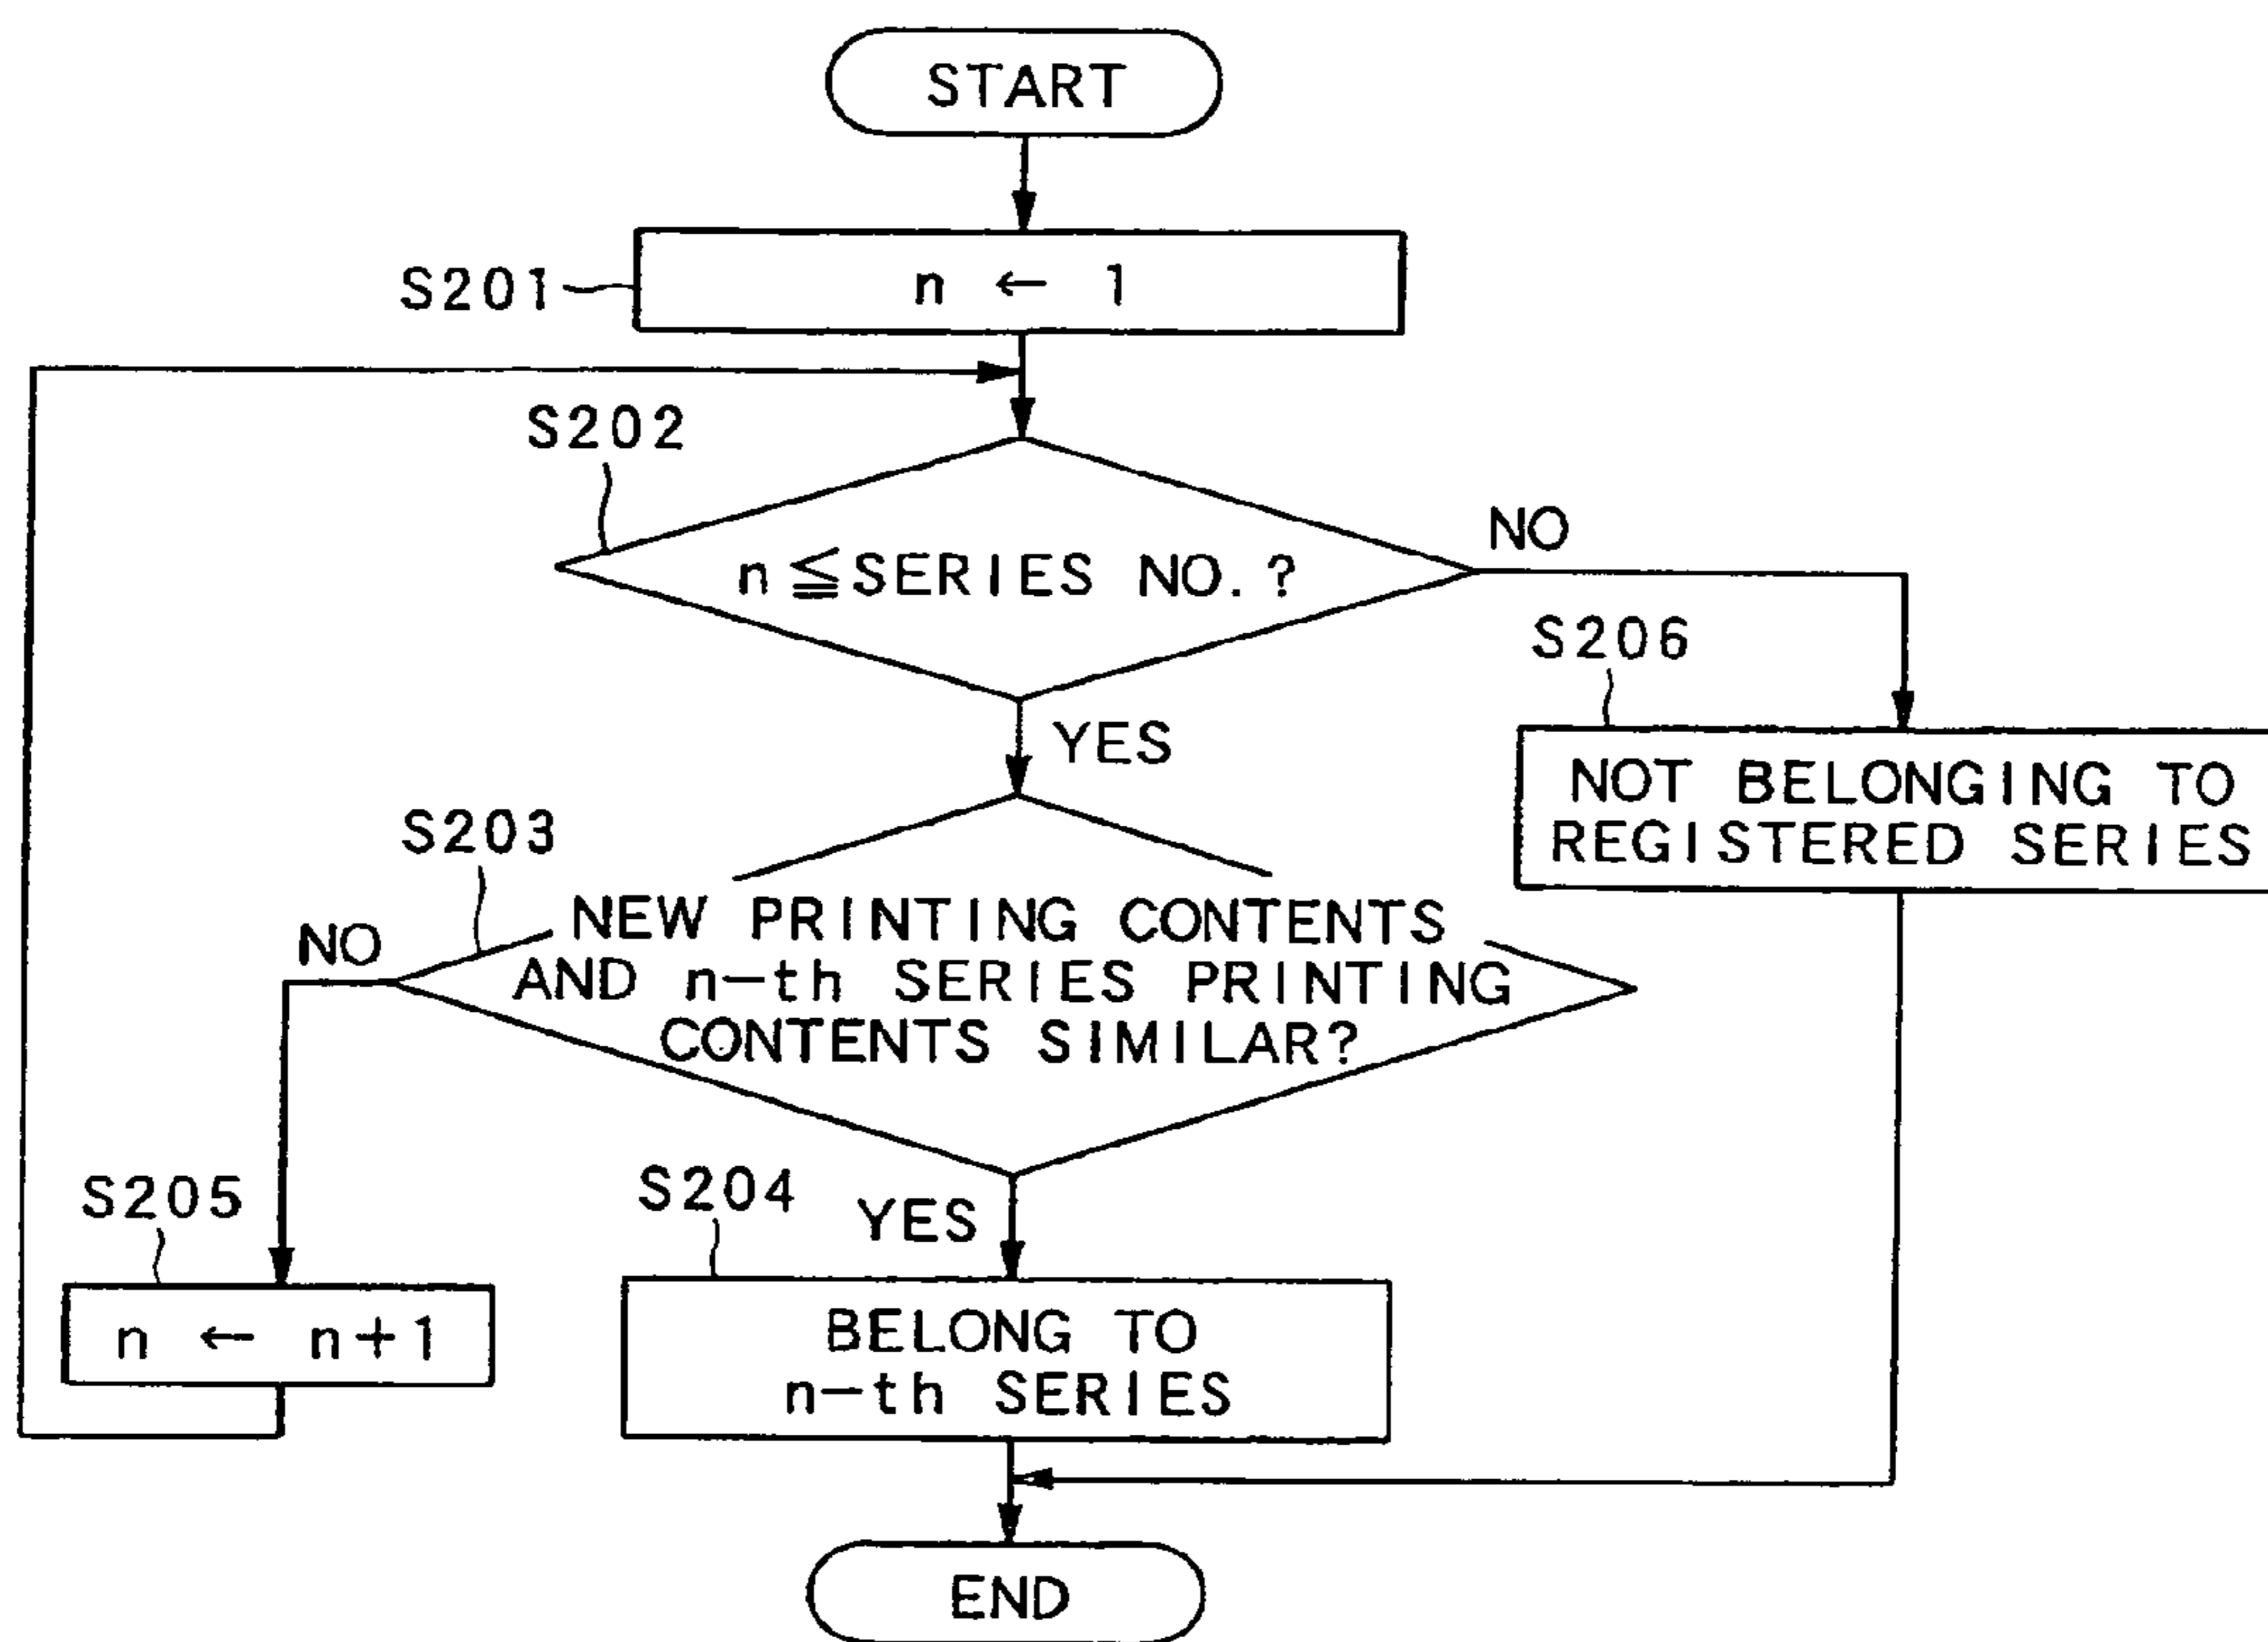 START
S201
n ← 1
S202
n≦SERIES NO.?
NO
YES
S206
NOT BELONGING TO
REGISTERED SERIES
S203
NO
NEW PRINTING CONTENTS
AND n-th SERIES PRINTING
CONTENTS SIMILAR?
YES
S205
n ← n+1
S204
BELONG TO
n-th SERIES
END